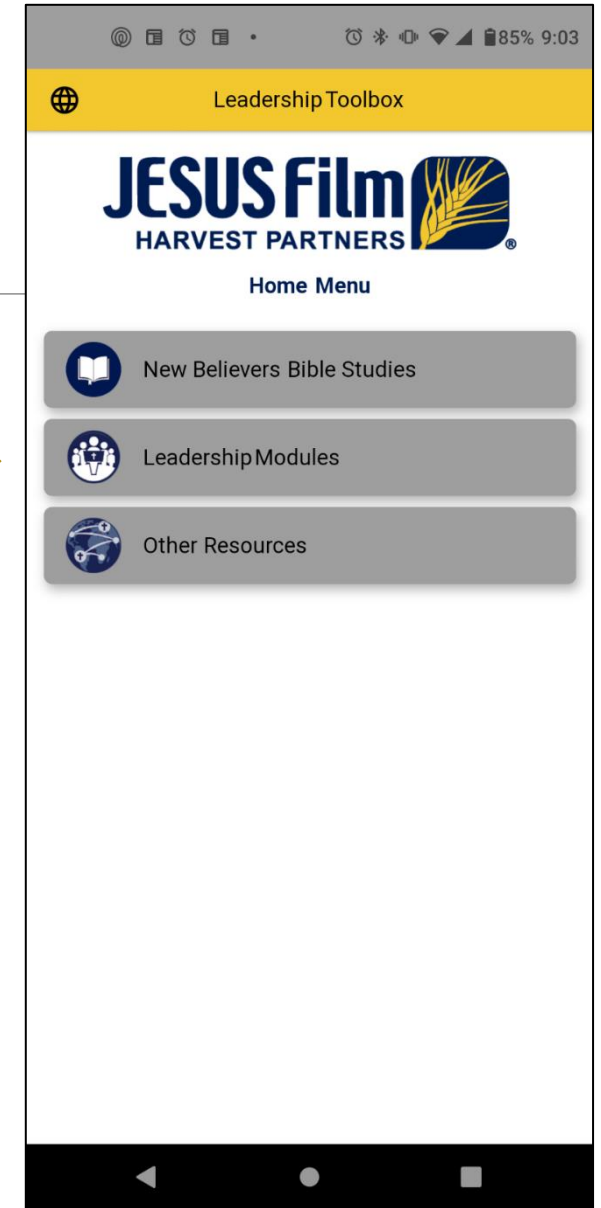 85% 9:03
Leadership Toolbox
JESUS Film
HARVEST PARTNERS ®
Home Menu
New Believers Bible Studies
Leadership Modules
Other Resources